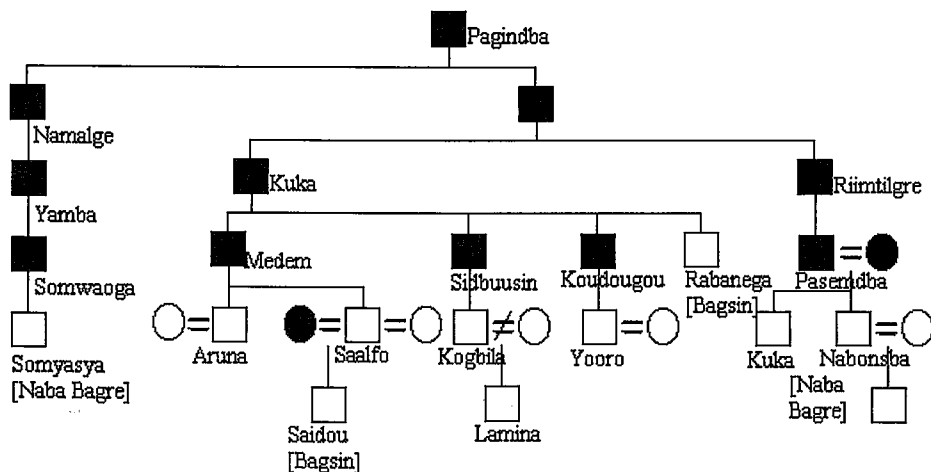 Pagindba
Namalge
Kuka
Riimtilgre
Yamba
Medem
Sidbuusin
Koudougou
Rabanega
[Bagsin]
Pasemdba
Somwaoga
Somyasya
[Naba Bagre]
Aruna
Saalfo
Kogbila
Yooro
Kuka
[Naba
Bagre]
Nabonsba
Saidou
[Bagsin]
Lamina